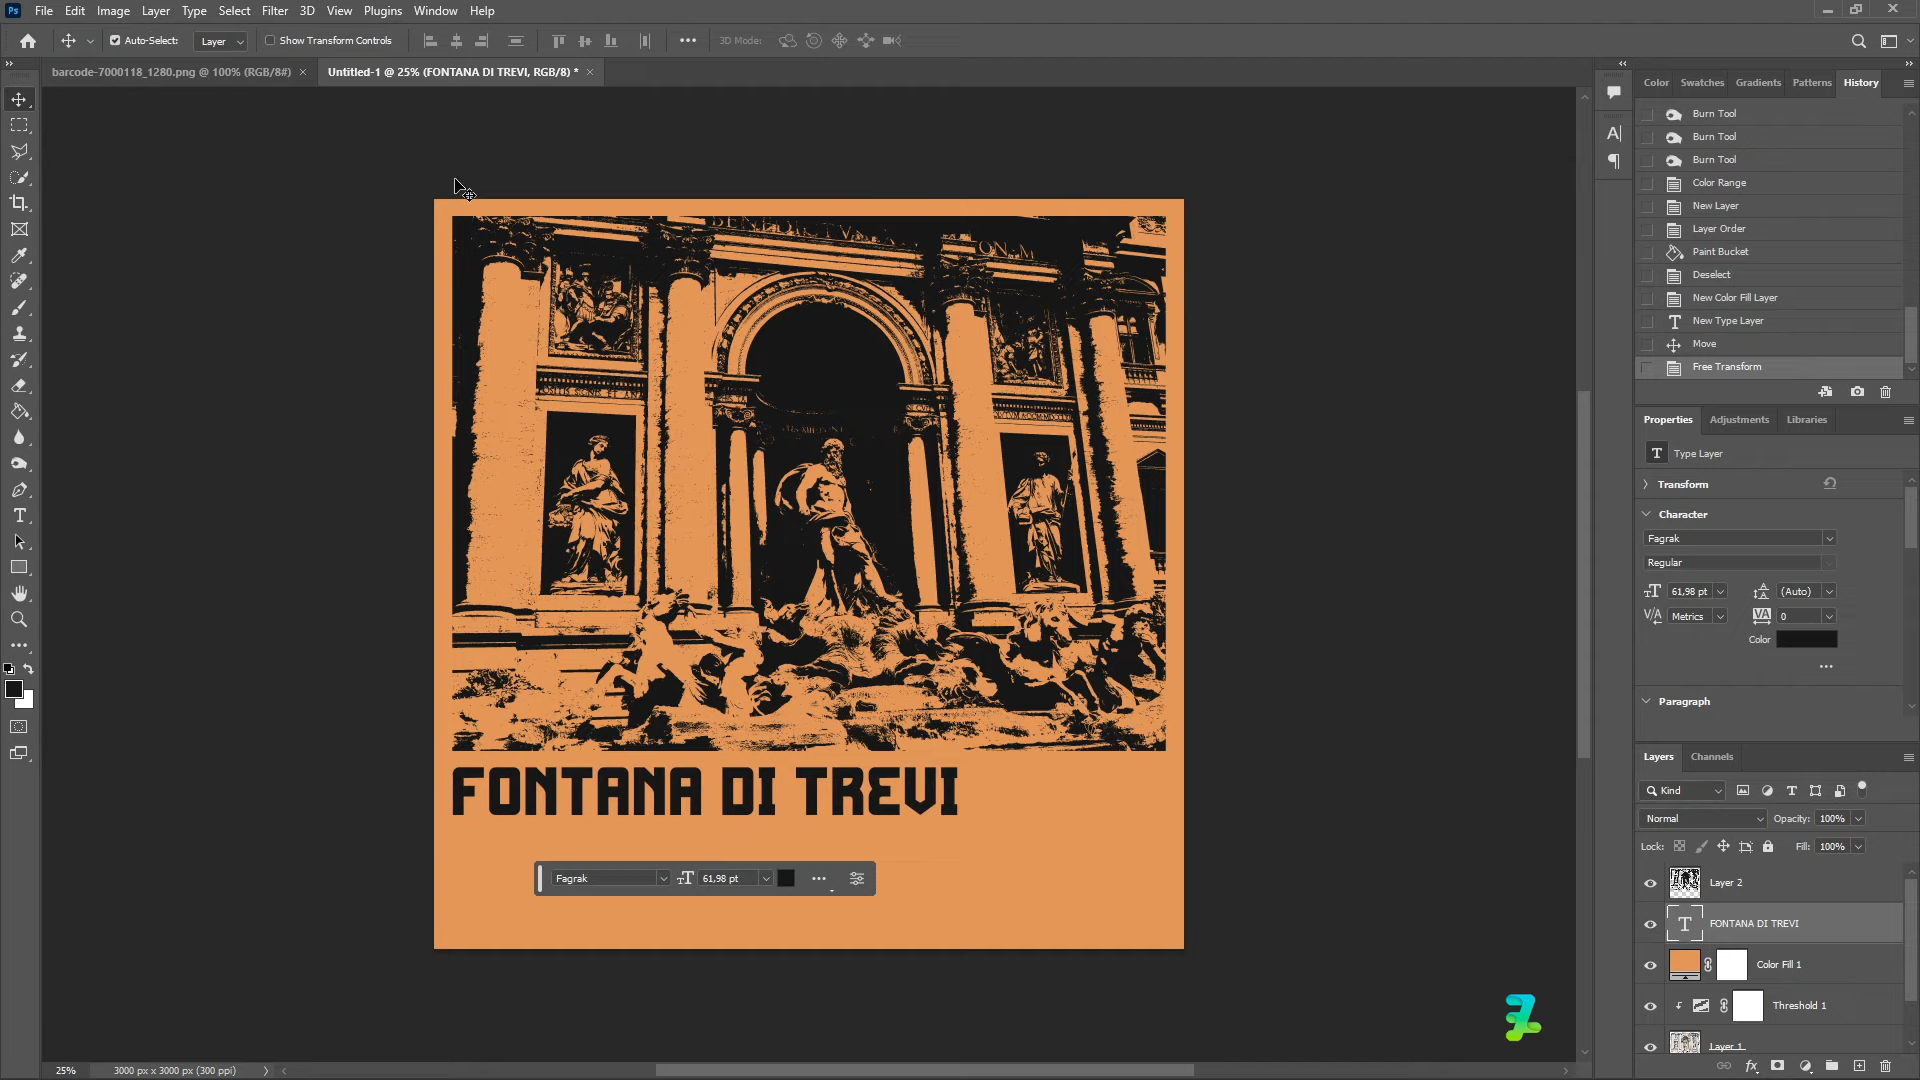 Ps File Edit Image Layer Type Select Filter 3D View Plugins Window Help
Auto-Select: Layer Show Transform Controls 3D Mode:
barcode-7000118_1280.png @ 100% (RGB/8#) × Untitled-1 @ 25% (FONTANA DI TREVI, RGB/8) * ×
Color Swatches Gradients Patterns History
Burn Tool
Burn Tool
Burn Tool
Color Range
New Layer
Layer Order
Paint Bucket
Deselect
New Color Fill Layer
New Type Layer
Move
Free Transform
Properties Adjustments Libraries
Type Layer
Transform
Character
Fagrak
Regular
61,98 pt (Auto)
Metrics 0
Color
Paragraph
FONTANA DI TREVI
Fagrak 61,98 pt
Layers Channels
Kind
Normal Opacity: 100%
Lock: Fill: 100%
Layer 2
FONTANA DI TREVI
Color Fill 1
Threshold 1
Layer 1
25% 3000 px x 3000 px (300 ppi)